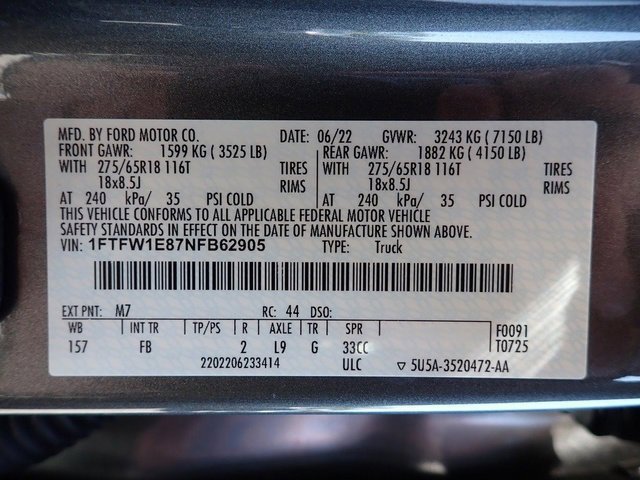 MFD. BY FORD MOTOR CO. DATE: 06/22 GVWR: 3243 KG ( 7150 LB)
FRONT GAWR: 1599 KG ( 3525 LB) REAR GAWR: 1882 KG ( 4150 LB)
WITH 275/65R18 116T TIRES WITH 275/65R18 116T TIRES
18x8.5J RIMS 18x8.5J RIMS
AT 240 kPa/ 35 PSI COLD AT 240 kPa/ 35 PSI COLD
THIS VEHICLE CONFORMS TO ALL APPLICABLE FEDERAL MOTOR VEHICLE
SAFETY STANDARDS IN EFFECT ON THE DATE OF MANUFACTURE SHOWN ABOVE.
VIN: 1FTFW1E87NFB62905 TYPE: Truck
EXT PNT: M7 RC: 44 DSO:
WB INT TR TP/PS R AXLE TR SPR F0091
157 FB 2 L9 G 33CC T0725
2202206233414 ULC ▽ 5U5A-3520472-AA